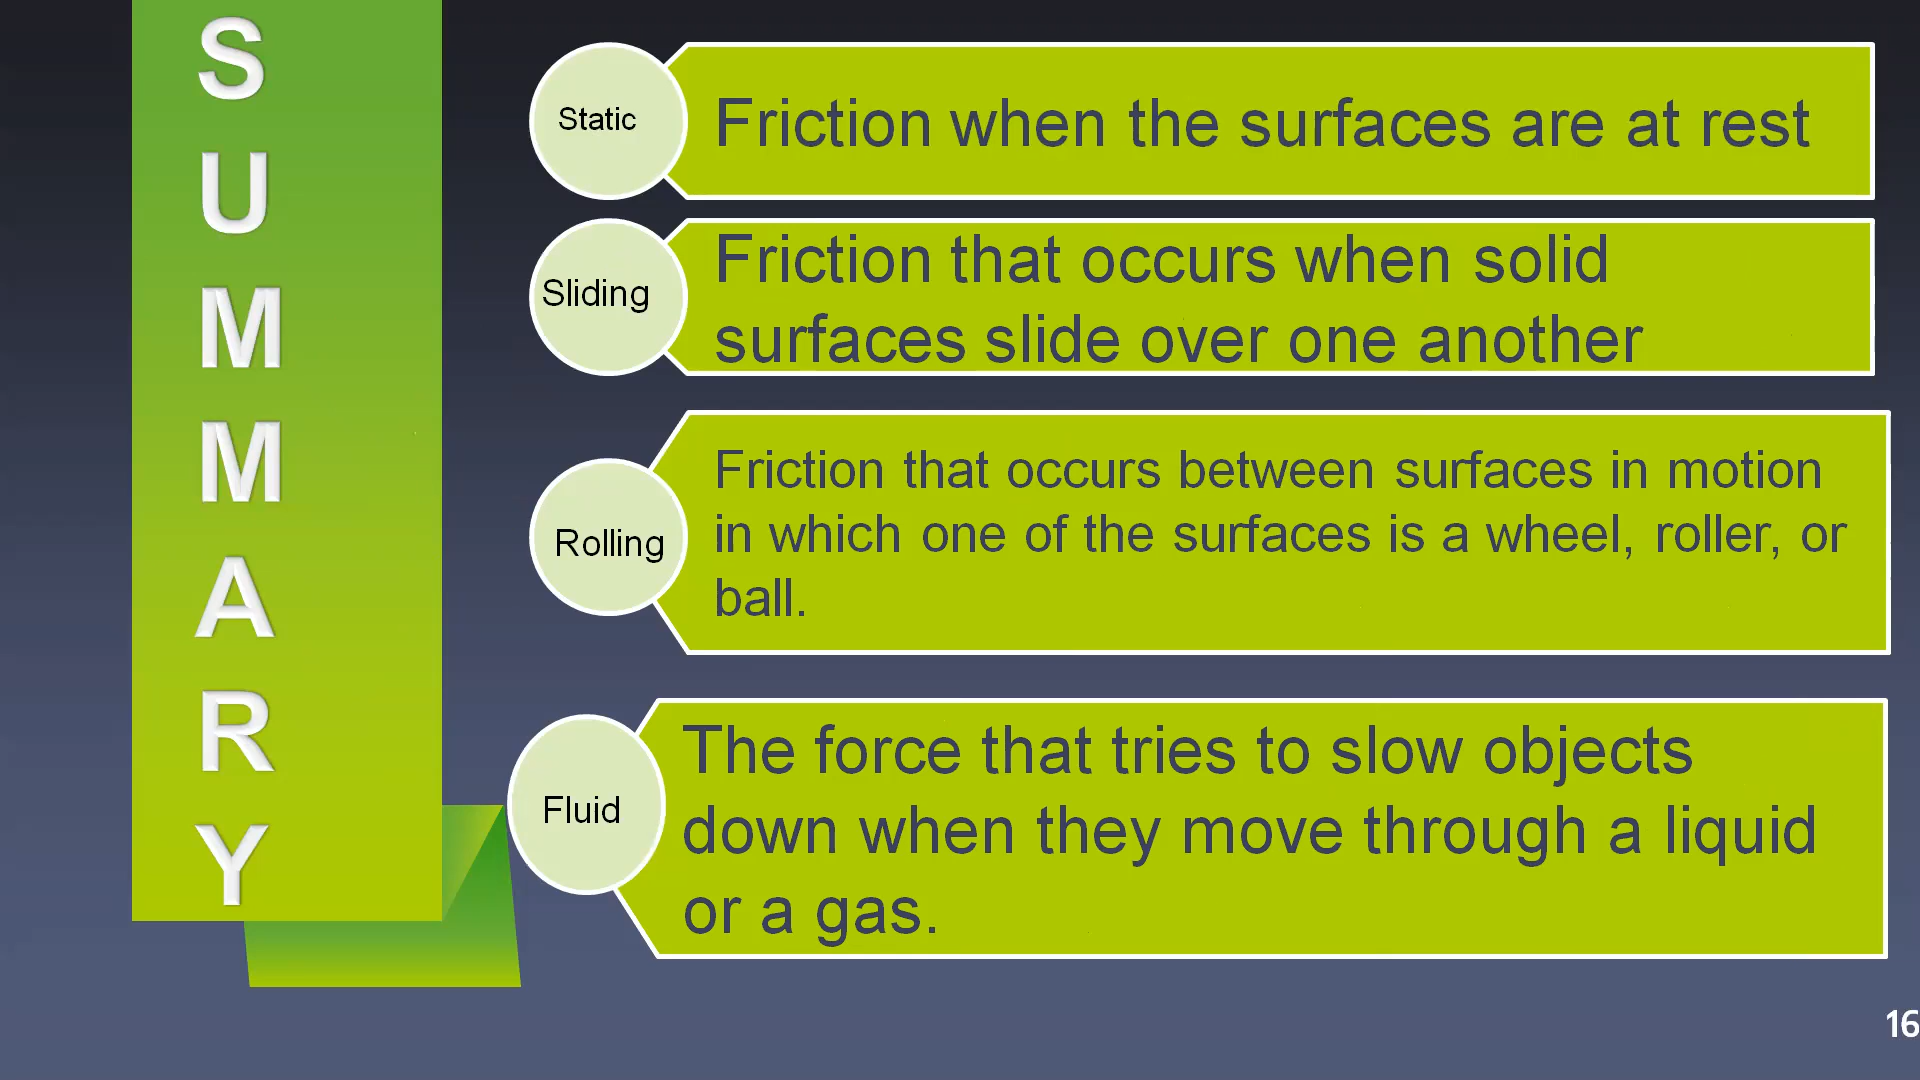 S
U
M
M
A
R
Y
Static
Friction when the surfaces are at rest
Sliding
Friction that occurs when solid
surfaces slide over one another
Rolling
Friction that occurs between surfaces in motion
in which one of the surfaces is a wheel, roller, or
ball.
Fluid
The force that tries to slow objects
down when they move through a liquid
or a gas.
16